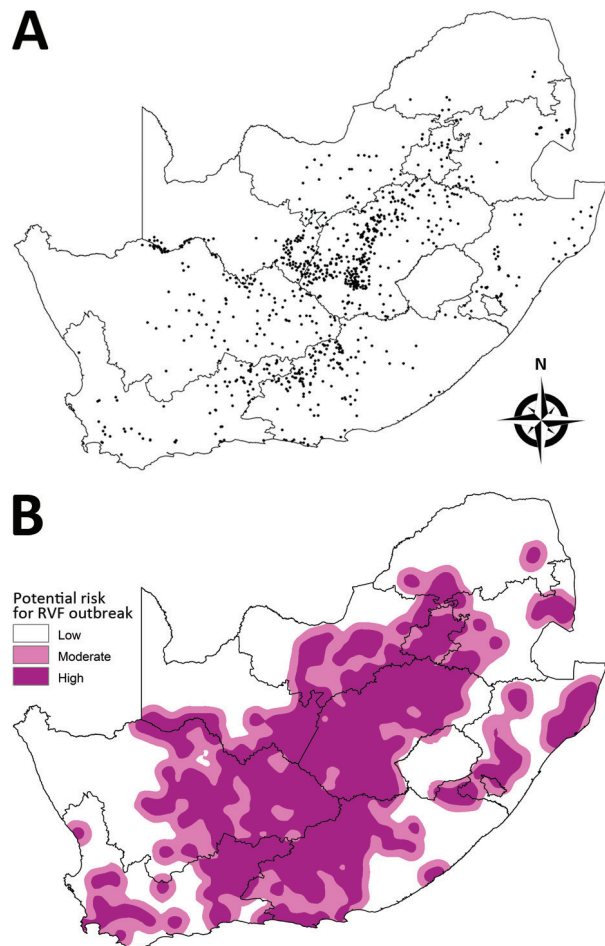 A
N
B
Potential risk
for RVF outbreak
Low
Moderate
High